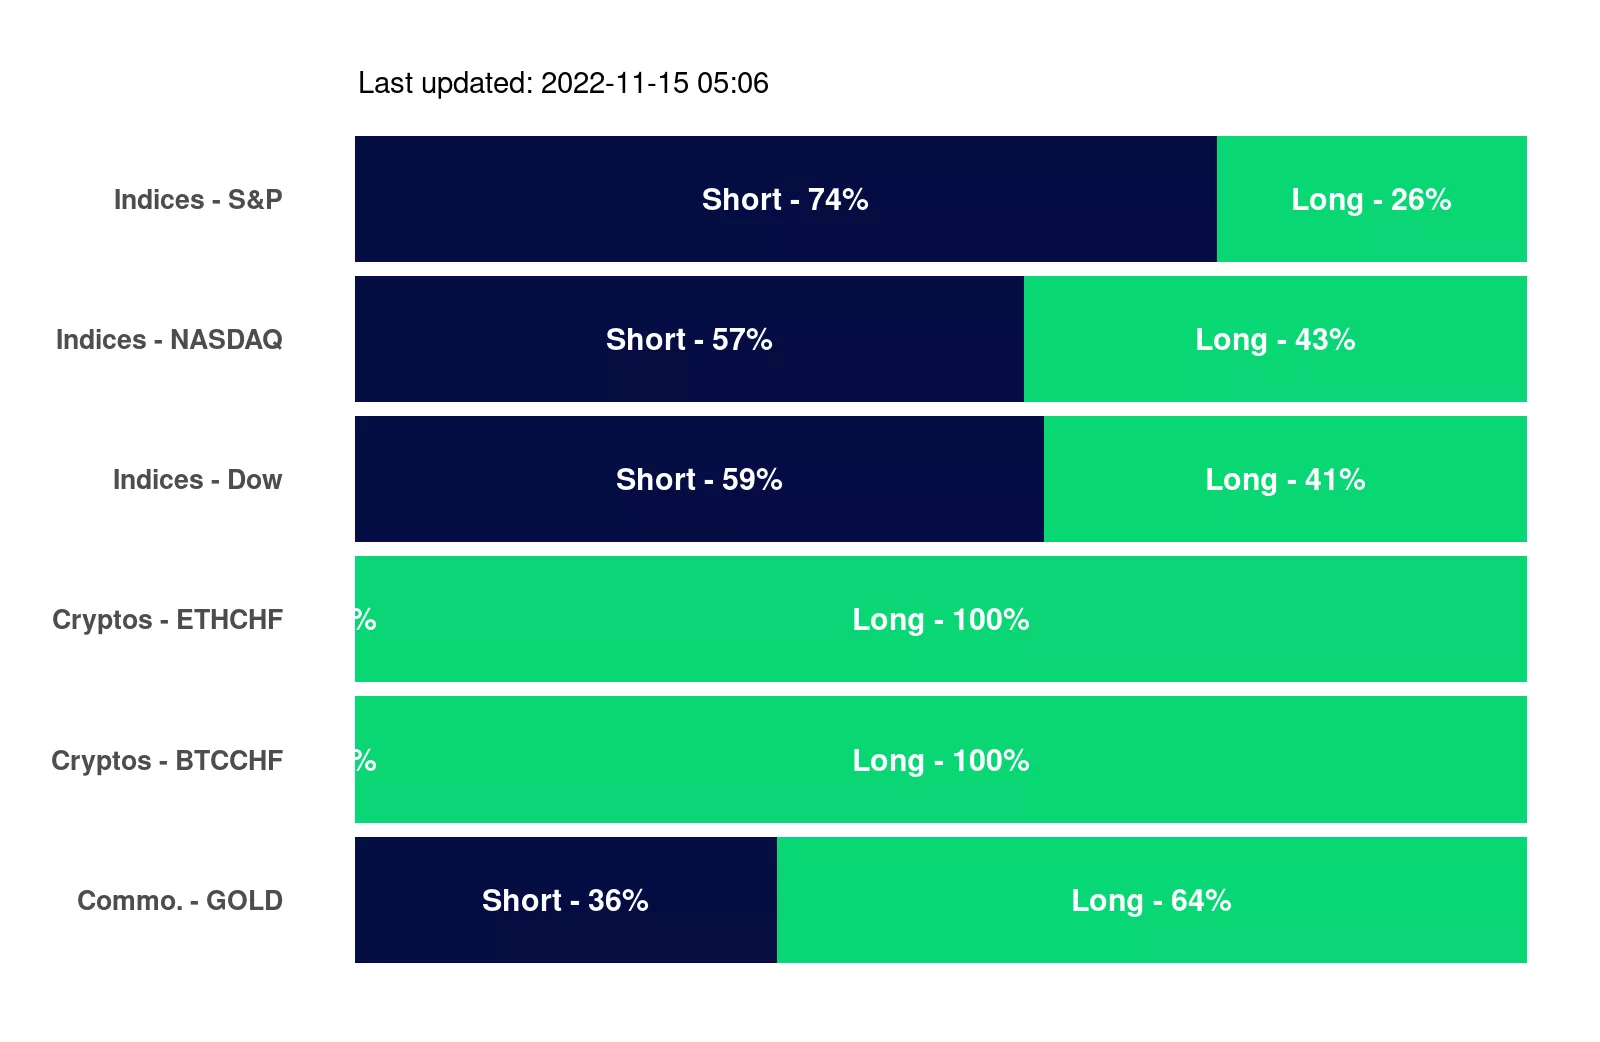 Last updated: 2022-11-15 05:06
Indices - S&P Short - 74% Long - 26%
Indices - NASDAQ Short - 57% Long - 43%
Indices - Dow Short - 59% Long - 41%
Cryptos - ETHCHF % Long - 100%
Cryptos - BTCCHF % Long - 100%
Commo. - GOLD Short - 36% Long - 64%